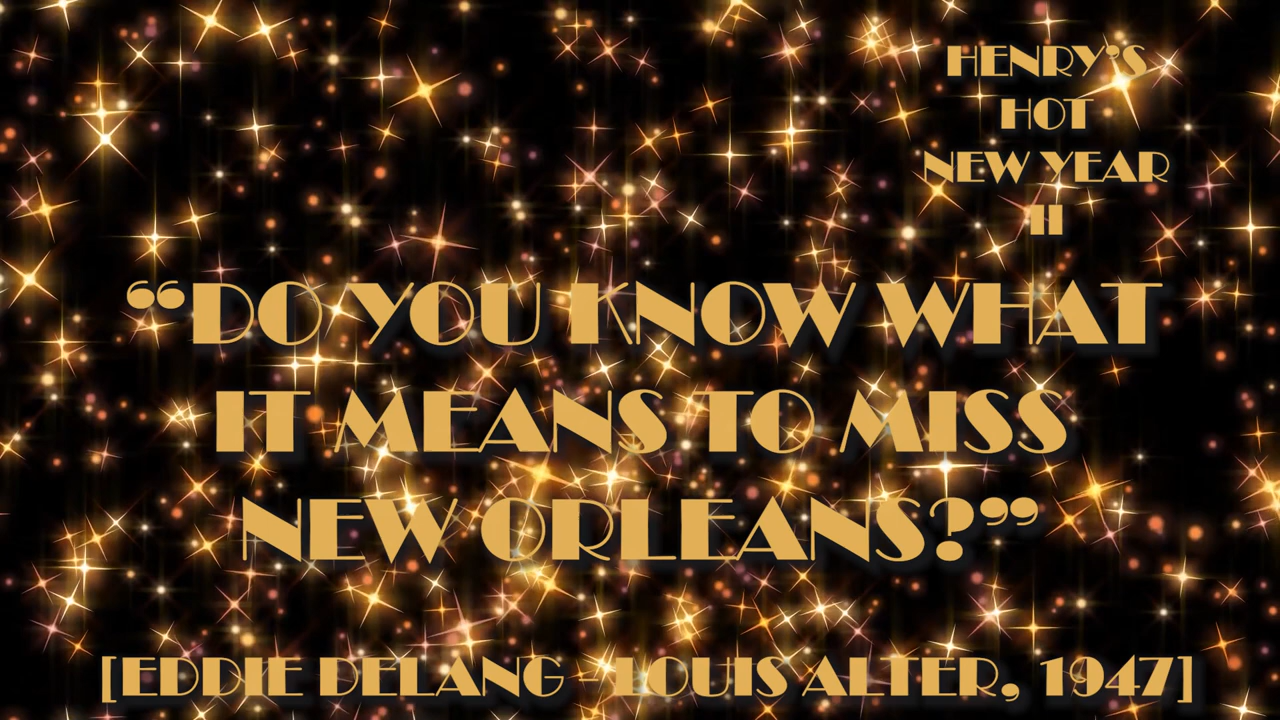 HENRY'S
HOT
NEW YEAR
II
“DO YOU KNOW WHAT
IT MEANS TO MISS
NEW ORLEANS?”
[EDDIE DELANG - LOUIS ALTER, 1947]